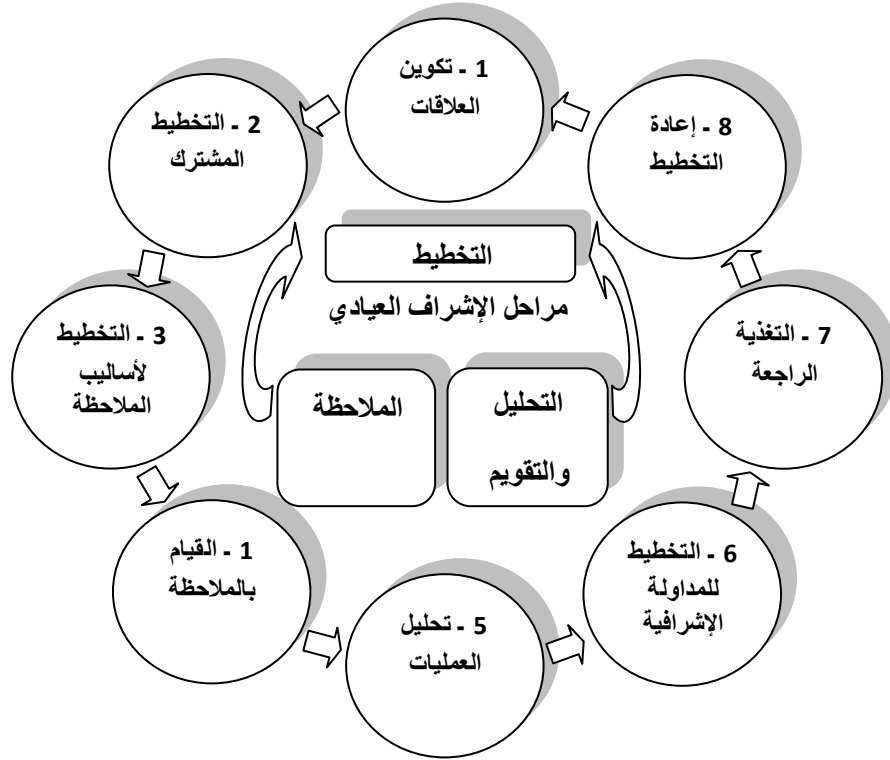 1 - تكوين
العلاقات
2 - التخطيط
المشترك
3 - التخطيط
لأساليب
الملاحظة
1 - القيام
بالملاحظة
5 - تحليل
العمليات
6 - التخطيط
للمداولة
الإشرافية
7 - التغذية
الراجعة
8 - إعادة
التخطيط
التخطيط
مراحل الإشراف العيادي
الملاحظة
التحليل
والتقويم